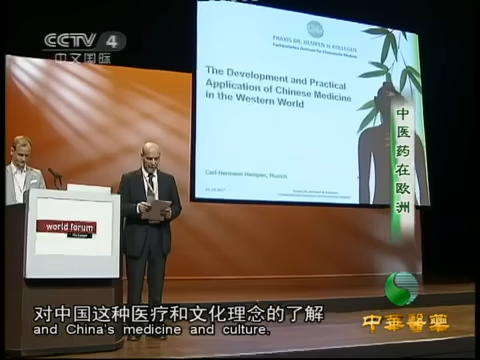 CCTV 4
中文国际
PRAXIS DR. HEMPEN & KOLLEGEN
The Development and Practical
Application of Chinese Medicine
in the Western World
Carl-Hermann Hempen, Munich
中医药在欧洲
world forum
对中国这种医疗和文化理念的了解
and China's medicine and culture.
中华醫藥